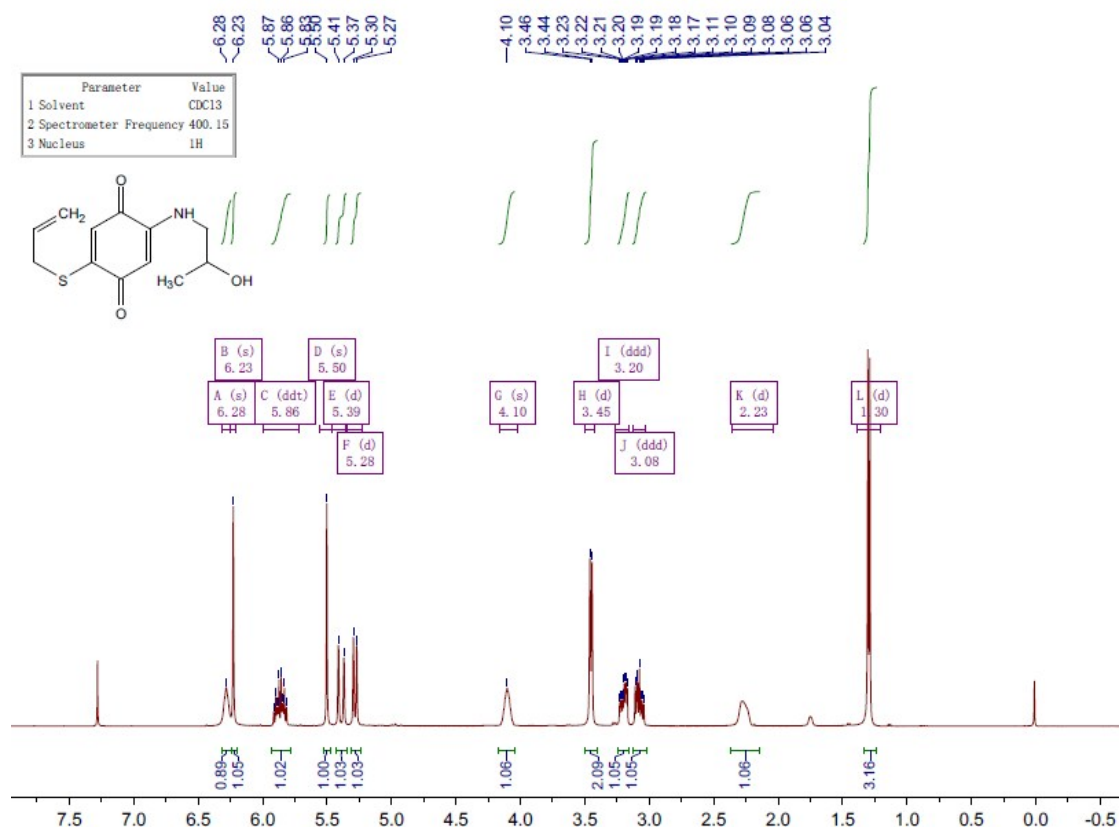 6.28
6.23
5.87
5.86
5.83
5.50
5.41
5.37
5.30
5.27
4.10
3.46
3.44
3.23
3.22
3.21
3.20
3.19
3.19
3.18
3.17
3.11
3.10
3.09
3.08
3.06
3.06
3.04
Parameter Value
1 Solvent CDCl3
2 Spectrometer Frequency 400.15
3 Nucleus 1H
O
CH2
NH
H3C
OH
S
O
B (s)
6.23
D (s)
5.50
I (ddd)
3.20
A (s)
6.28
C (ddt)
5.86
E (d)
5.39
G (s)
4.10
H (d)
3.45
K (d)
2.23
L (d)
1.30
F (d)
5.28
J (ddd)
3.08
0.89
1.05
1.02
1.00
1.03
1.03
1.06
2.09
1.05
1.05
1.06
3.16
7.5 7.0 6.5 6.0 5.5 5.0 4.5 4.0 3.5 3.0 2.5 2.0 1.5 1.0 0.5 0.0 -0.5